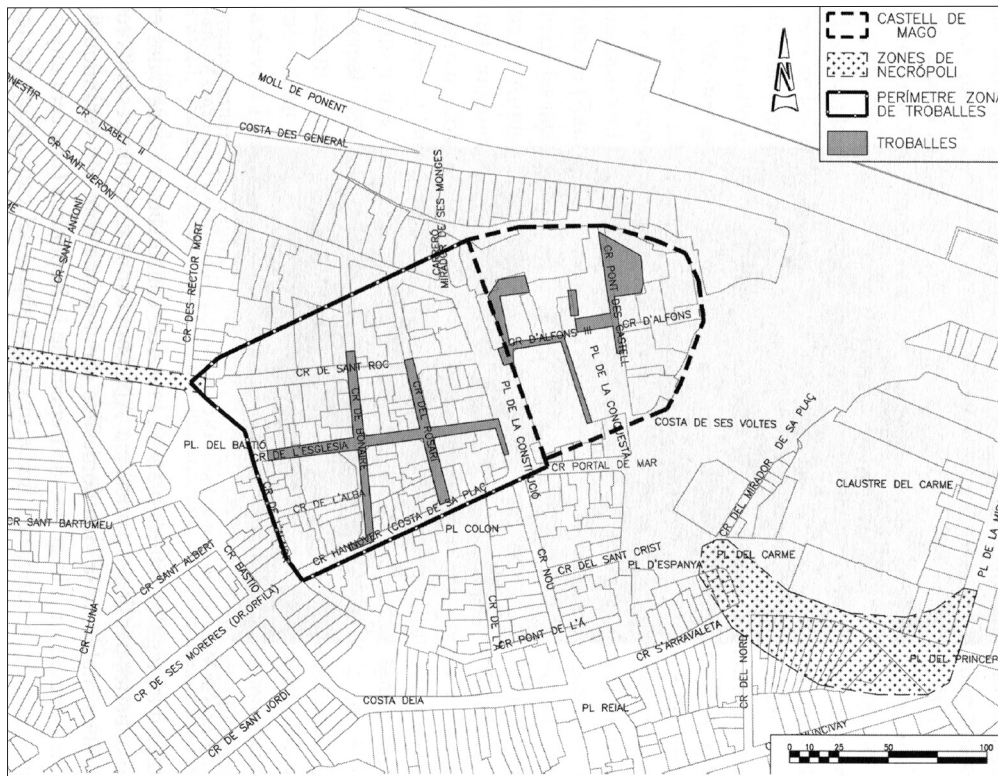 CASTELL DE
MAGO
ZONES DE
NECRÓPOLI
PERÍMETRE ZONA
DE TROBALLES
TROBALLES
N
MOLL DE PONENT
CR ISABEL II
COSTA DES GENERAL
CR SANT JERONI
CR SANT ANTONI
CR DES RECTOR MORT
MIRADOR DE SES MONGES
CR PONT DES CASTELL
CR D'ALFONS III
CR D'ALFONS
CR DE SANT ROC
PL DE LA CONSTITUCIÓ
PL DE LA CONQUESTA
CR DE BONAIRE
CR DEL ROSARI
COSTA DE SES VOLTES
PL DEL BASTIÓ
CR DE L'ESGLESIA
CR PORTAL DE MAR
CR DEL MIRADOR DE SA PLAÇ
CLAUSTRE DEL CARME
CR DE L'ALBA
CR HANNOVER (COSTA DE SA PLAÇ
PL COLON
CR SANT BARTUMEU
CR SANT ALBERT
CR BASTIÓ
CR NOU
CR DEL SANT CRIST
PL D'ESPANYA
PL DEL CARME
PL DE LA MI
CR LLUNA
CR DE SES MORERES (DR.ORFILA)
CR DE L'A
CR PONT DE L'A
CR S'ARRAVALETA
CR DEL NORD
PL DEL PRINCEP
CR DE SANT JORDI
COSTA DEIA
PL REIAL
0 10 25 50 100